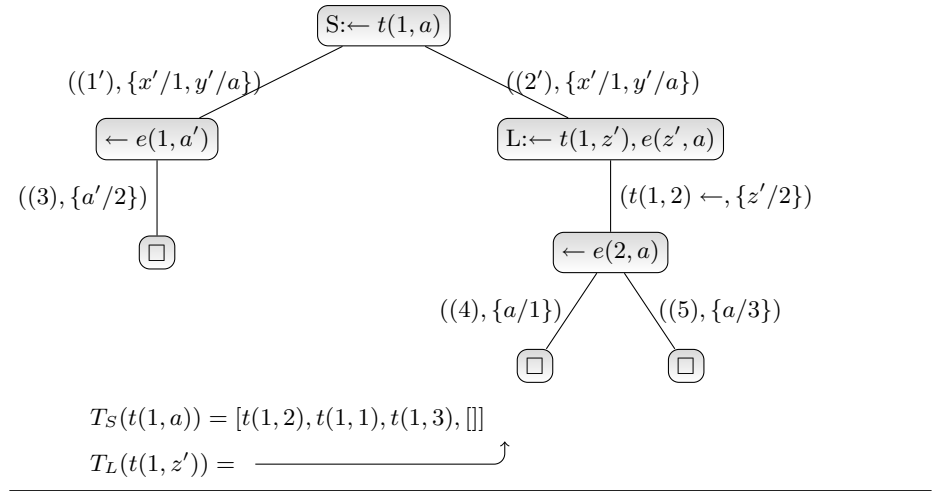 S:← t(1, a)
((1′), {x′/1, y′/a}) ((2′), {x′/1, y′/a})
← e(1, a′) L:← t(1, z′), e(z′, a)
((3), {a′/2}) (t(1, 2) ←, {z′/2})
□ ← e(2, a)
((4), {a/1}) ((5), {a/3})
□ □
T_S(t(1, a)) = [t(1, 2), t(1, 1), t(1, 3), []]
T_L(t(1, z′)) =